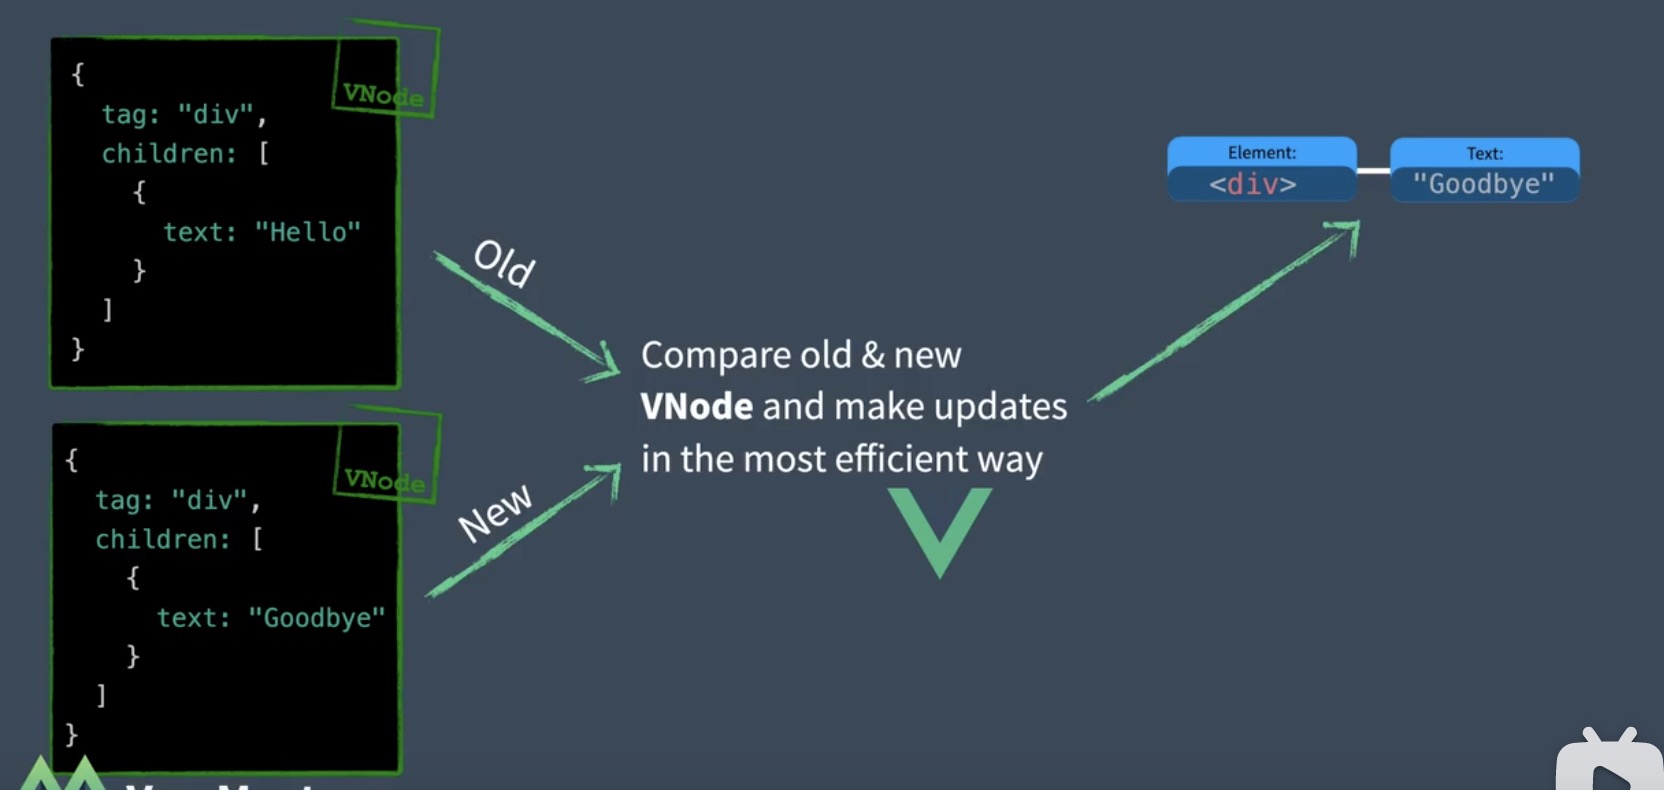 VNode
{
tag: "div",
children: [
{
text: "Hello"
}
]
}
Old
VNode
{
tag: "div",
children: [
{
text: "Goodbye"
}
]
}
New
Compare old & new
VNode and make updates
in the most efficient way
Element:
<div>
Text:
"Goodbye"